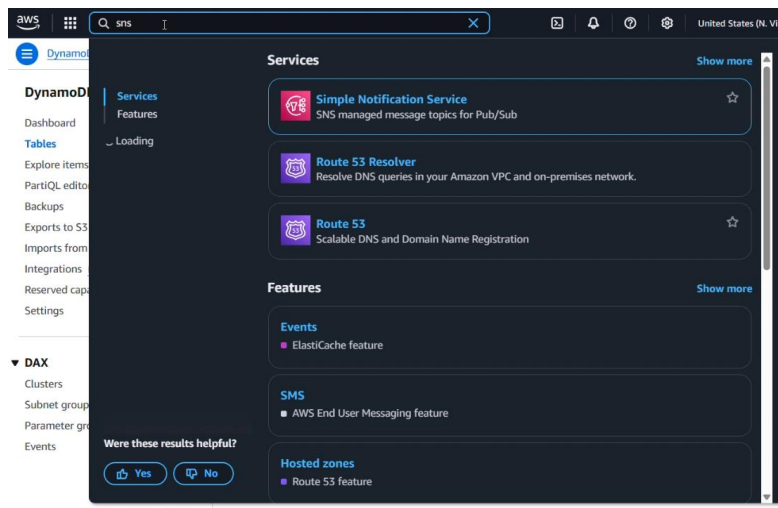 aws
sns
United States (N. Vi
DynamoD
DynamoDB
Dashboard
Tables
Explore items
PartiQL edito
Backups
Exports to S3
Imports from
Integrations
Reserved capa
Settings
DAX
Clusters
Subnet group
Parameter gro
Events
Services
Features
Loading
Were these results helpful?
Yes
No
Services
Show more
Simple Notification Service
SNS managed message topics for Pub/Sub
53
Route 53 Resolver
Resolve DNS queries in your Amazon VPC and on-premises network.
53
Route 53
Scalable DNS and Domain Name Registration
Features
Show more
Events
ElastiCache feature
SMS
AWS End User Messaging feature
Hosted zones
Route 53 feature